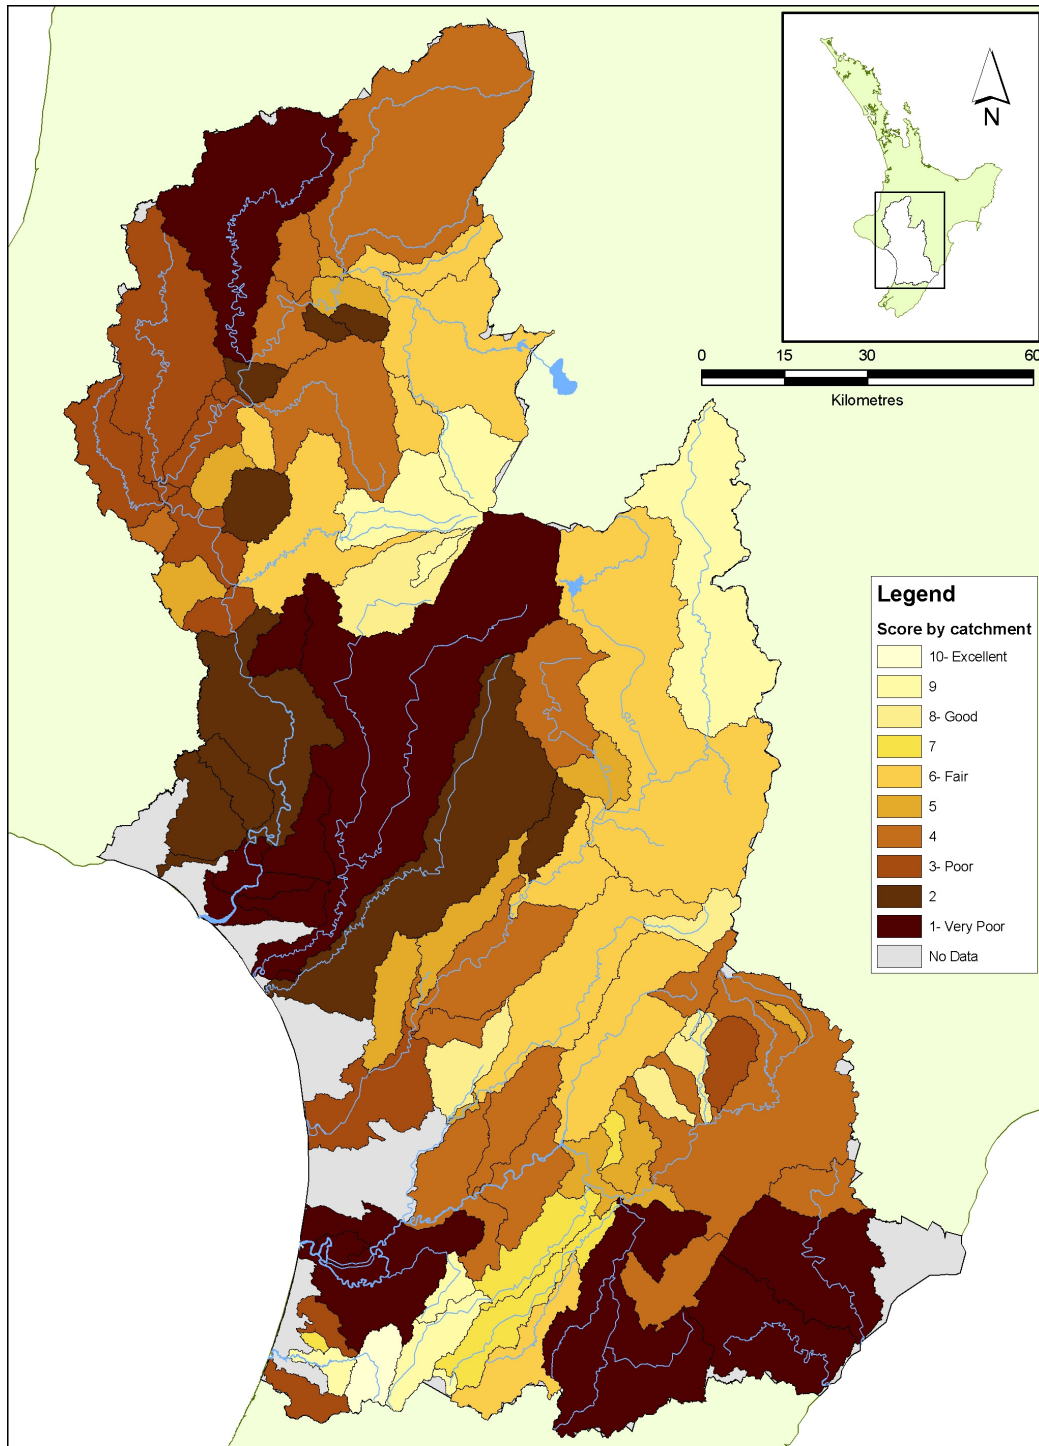 N
0 15 30 60
Kilometres
Legend
Score by catchment
10- Excellent
9
8- Good
7
6- Fair
5
4
3- Poor
2
1- Very Poor
No Data